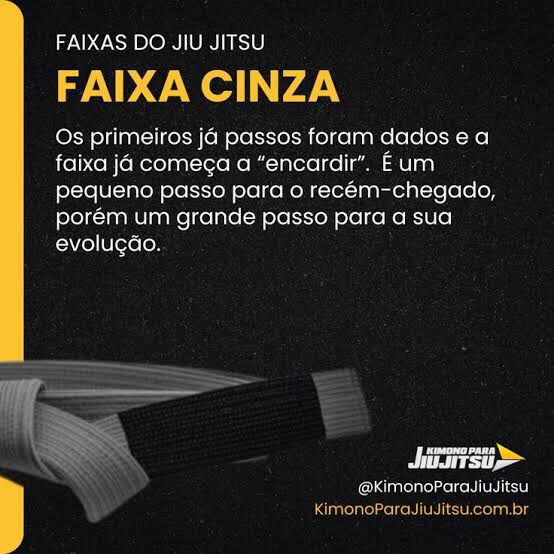 FAIXAS DO JIU JITSU
FAIXA CINZA
Os primeiros já passos foram dados e a
faixa já começa a “encardir”. É um
pequeno passo para o recém-chegado,
porém um grande passo para a sua
evolução.
KIMONO PARA
JIUJITSU
@KimonoParaJiuJitsu
KimonoParaJiuJitsu.com.br